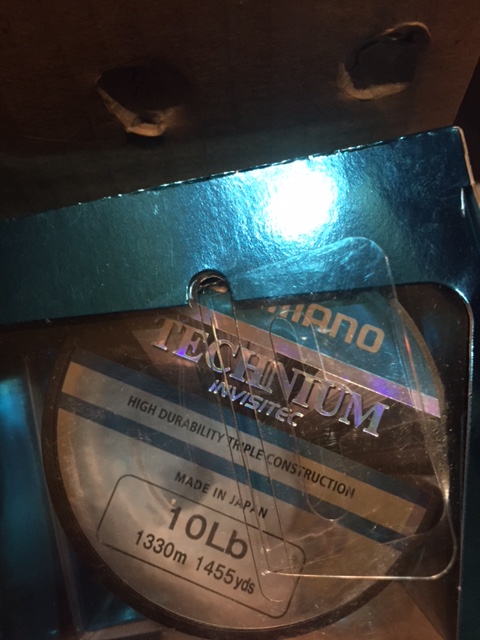 TECHNIUM
INVISITEC
HIGH DURABILITY TRIPLE CONSTRUCTION
MADE IN JAPAN
10Lb
1330m 1455yds